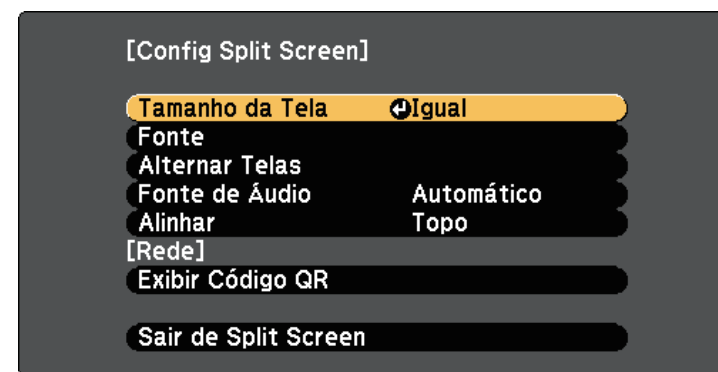 [Config Split Screen]
Tamanho da Tela Igual
Fonte
Alternar Telas
Fonte de Áudio Automático
Alinhar Topo
[Rede]
Exibir Código QR
Sair de Split Screen